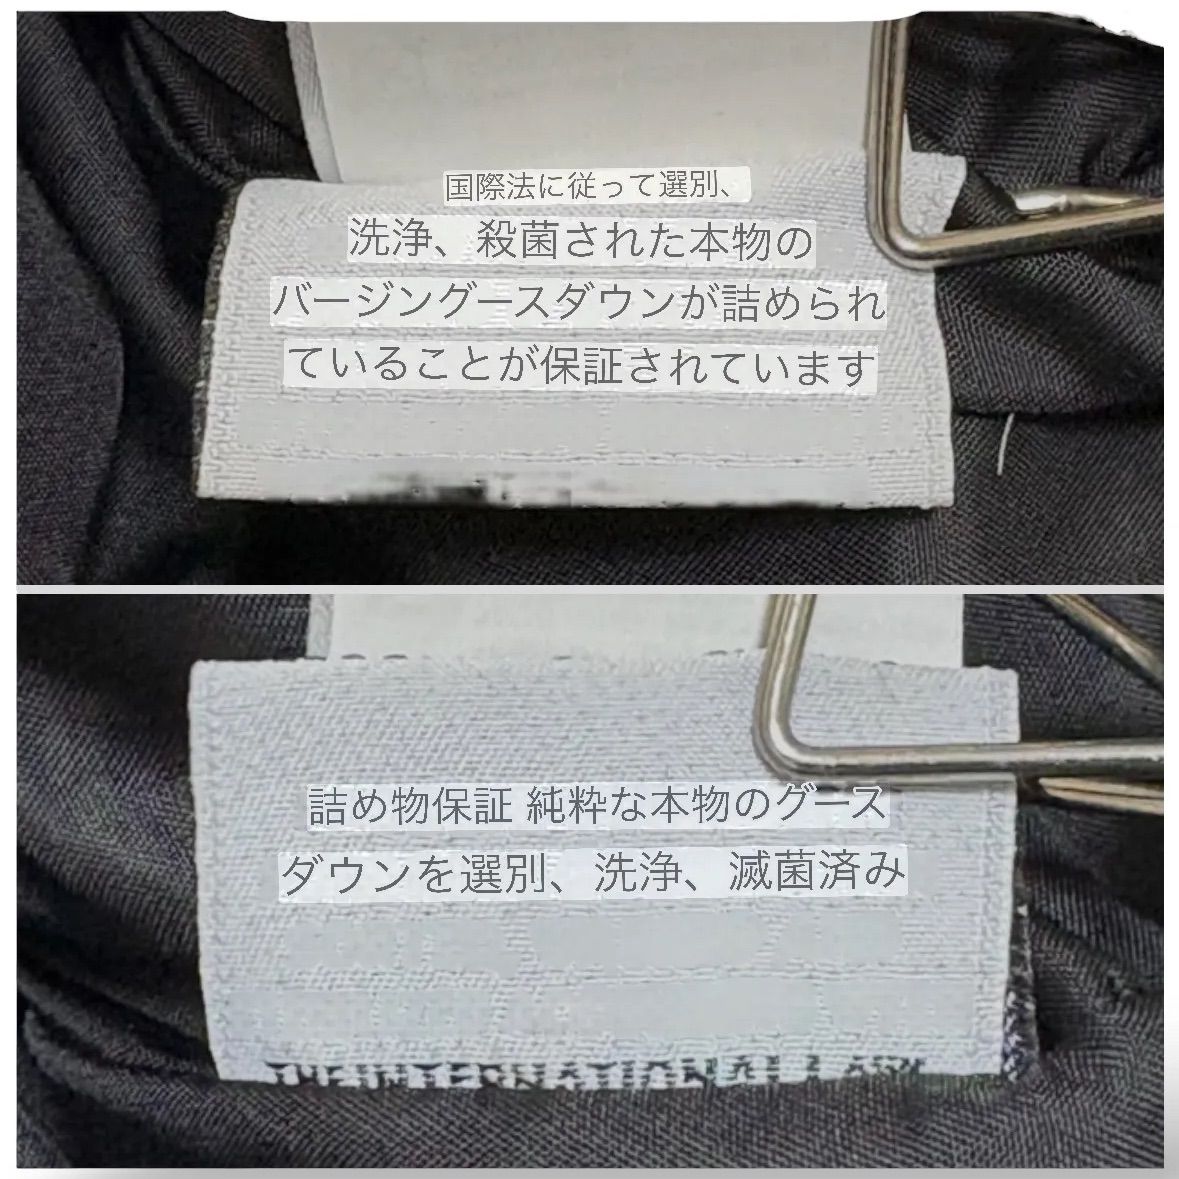 国際法に従って選別、
洗浄、殺菌された本物の
バージングースダウンが詰められ
ていることが保証されています
詰め物保証 純粋な本物のグース
ダウンを選別、洗浄、滅菌済み
THE INTERNATIONAL LAW